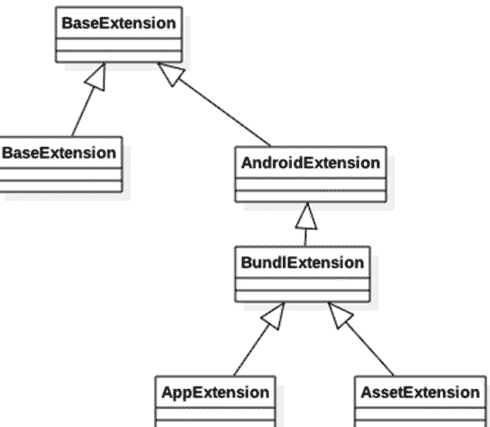 BaseExtension
BaseExtension
AndroidExtension
BundlExtension
AppExtension
AssetExtension